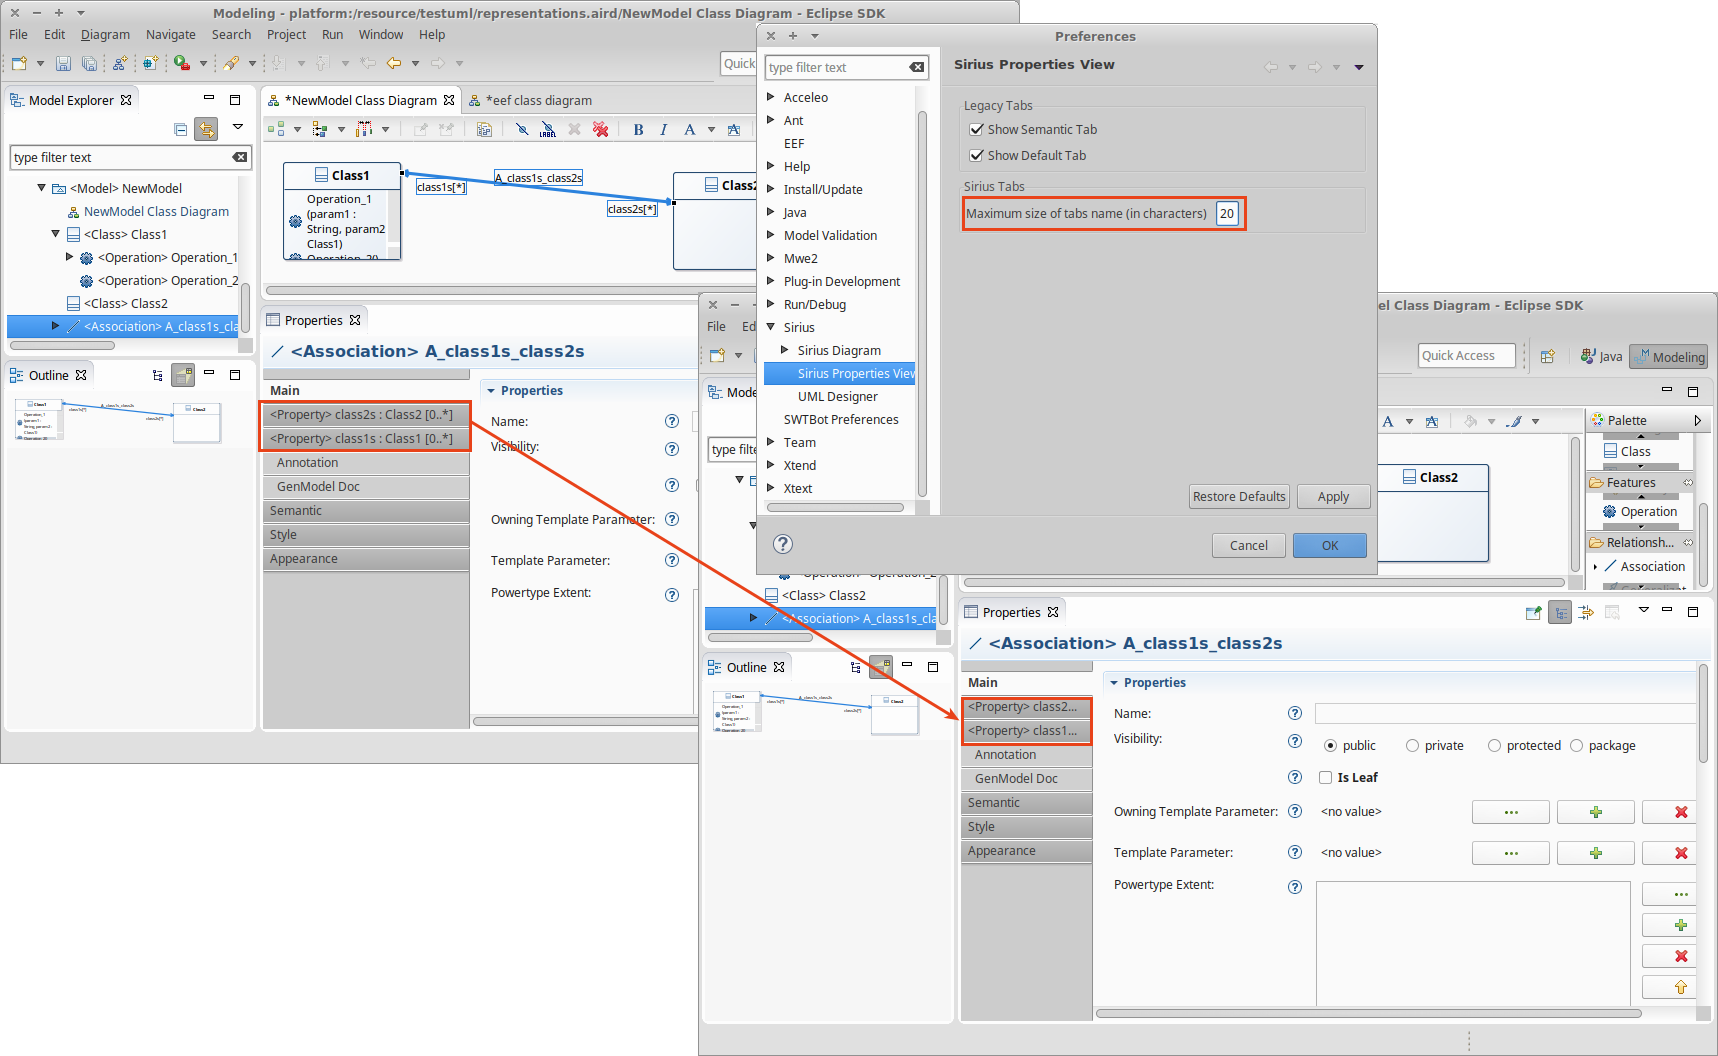 Modeling - platform:/resource/testuml/representations.aird/NewModel Class Diagram - Eclipse SDK
File Edit Diagram Navigate Search Project Run Window Help
Quick
Model Explorer
type filter text
<Model> NewModel
NewModel Class Diagram
<Class> Class1
<Operation> Operation_1
<Operation> Operation_2
<Class> Class2
<Association> A_class1s_cla
Outline
*NewModel Class Diagram
*eef class diagram
LABEL
B I A A
Class1
Operation_1
(param1 :
String, param2
Class1)
Operation_2()
class1s[*]
A_class1s_class2s
class2s[*]
Class2
Properties
<Association> A_class1s_class2s
Main
<Property> class2s : Class2 [0..*]
<Property> class1s : Class1 [0..*]
Annotation
GenModel Doc
Semantic
Style
Appearance
Properties
Name:
Visibility:
Owning Template Parameter:
Template Parameter:
Powertype Extent:
Preferences
type filter text
Acceleo
Ant
EEF
Help
Install/Update
Java
Model Validation
Mwe2
Plug-in Development
Run/Debug
Sirius
Sirius Diagram
Sirius Properties View
UML Designer
SWTBot Preferences
Team
Xtend
Xtext
Sirius Properties View
Legacy Tabs
Show Semantic Tab
Show Default Tab
Sirius Tabs
Maximum size of tabs name (in characters) 20
Restore Defaults
Apply
Cancel
OK
el Class Diagram - Eclipse SDK
File Ed
Quick Access
Java
Modeling
Mode
type filte
<Class> Class2
<Association> A_class1s_cla
Outline
A A
Class2
Palette
Class
Features
Operation
Relationsh...
Association
Properties
<Association> A_class1s_class2s
Main
<Property> class2...
<Property> class1...
Annotation
GenModel Doc
Semantic
Style
Appearance
Properties
Name:
Visibility:
public
private
protected
package
Is Leaf
Owning Template Parameter:
<no value>
Template Parameter:
<no value>
Powertype Extent: